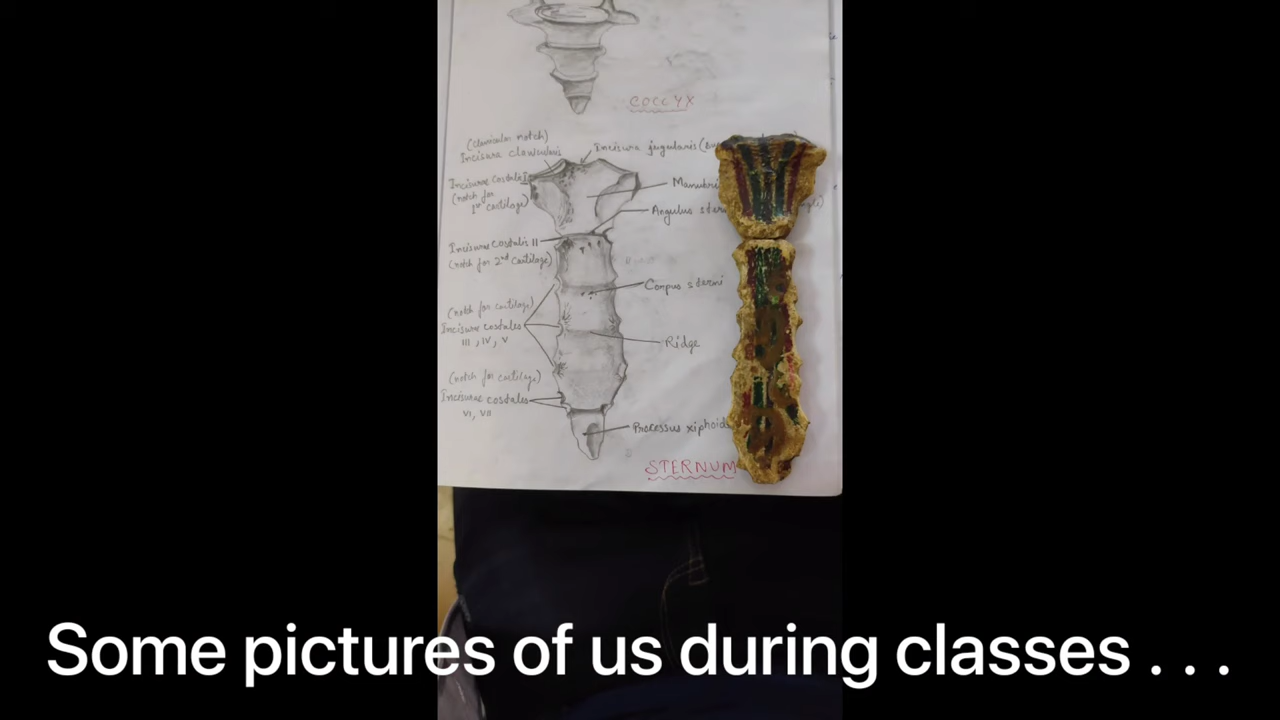 COCCYX
(clavicular notch)
Incisura clavicularis
Incisura jugularis
Incisura costalis I
(notch for
1st cartilage)
Manubri
Angulus ster
Incisura costalis II
(notch for 2nd cartilage)
Corpus sterni
(notch for cartilage)
Incisurae costales
III, IV, V
Ridge
(notch for cartilage)
Incisurae costales
VI, VII
Processus xiphoid
STERNUM
Some pictures of us during classes . . .